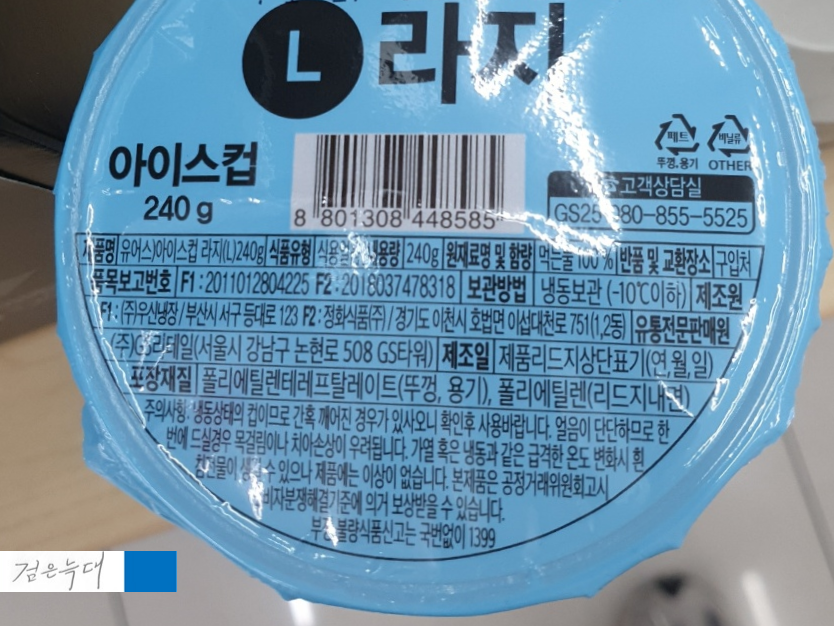 L 라지
아이스컵
240 g
페트 비닐류
뚜껑,용기 OTHER
고객상담실
GS25 080-855-5525
8 801308 448585
제품명 유어스)아이스컵 라지(L)240g 식품유형 식용얼음 내용량 240g 원재료명 및 함량 먹는물 100 % 반품 및 교환장소 구입처
품목보고번호 F1 : 2011012804225 F2 : 2018037478318 보관방법 냉동보관 (-10℃이하) 제조원
F1 : (주)우신냉장 / 부산시 서구 등대로 123 F2 : 정화식품(주) / 경기도 이천시 호법면 이섭대천로 751(1,2동) 유통전문판매원
(주)GS리테일(서울시 강남구 논현로 508 GS타워) 제조일 제품리드지상단표기(연,월,일)
포장재질 폴리에틸렌테레프탈레이트(뚜껑, 용기), 폴리에틸렌(리드지내면)
주의사항: 냉동상태의 컵이므로 간혹 깨어진 경우가 있사오니 확인후 사용바랍니다. 얼음이 단단하므로 한
번에 드실경우 목걸림이나 치아손상이 우려됩니다. 가열 혹은 냉동과 같은 급격한 온도 변화시 흰
침전물이 생길 수 있으나 제품에는 이상이 없습니다. 본제품은 공정거래위원회고시
소비자분쟁해결기준에 의거 보상받을 수 있습니다.
부정·불량식품신고는 국번없이 1399
검은늑대